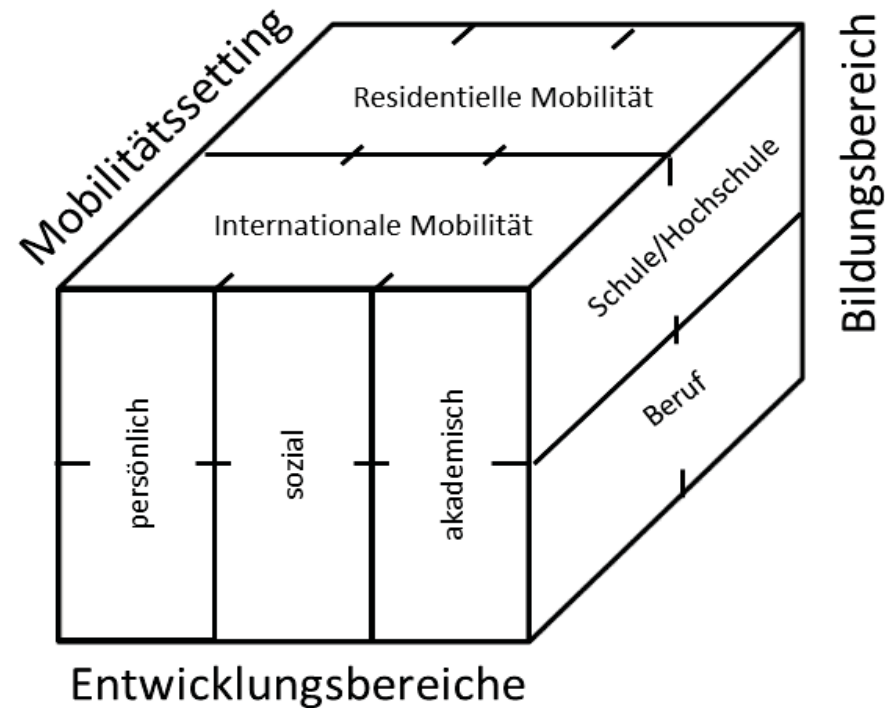 Mobilitätssetting
Residentielle Mobilität
Internationale Mobilität
Bildungsbereich
Schule/Hochschule
Beruf
persönlich
sozial
akademisch
Entwicklungsbereiche